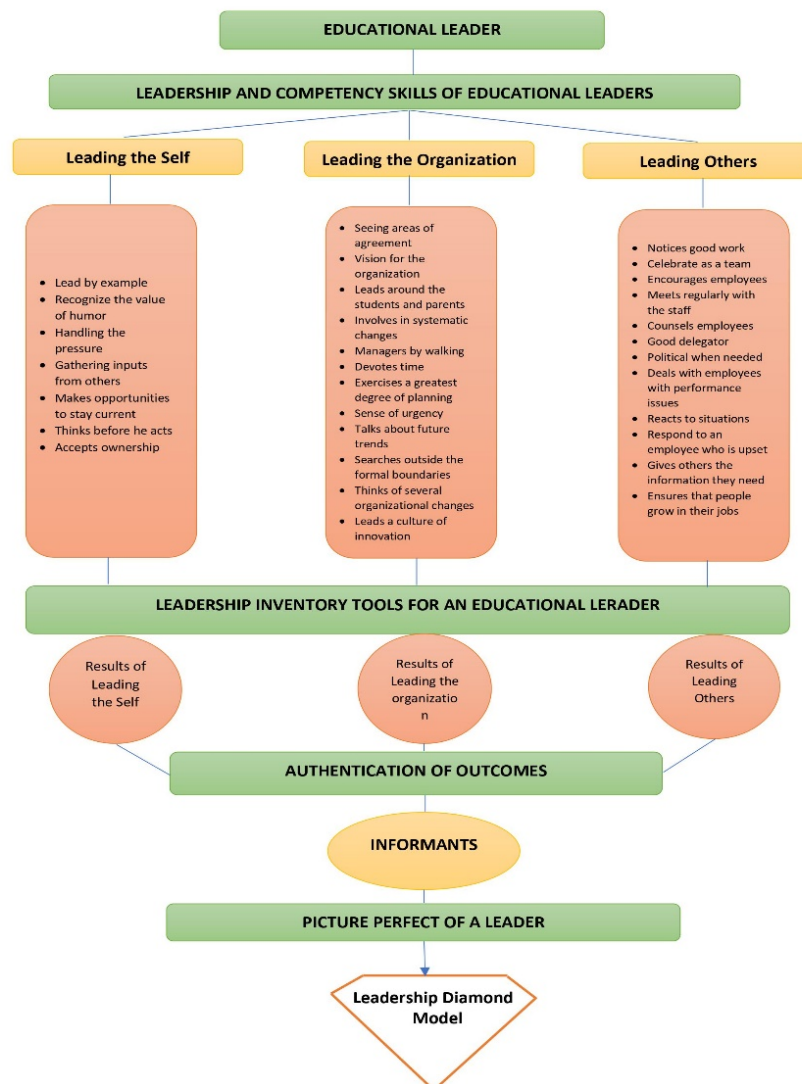 EDUCATIONAL LEADER
LEADERSHIP AND COMPETENCY SKILLS OF EDUCATIONAL LEADERS
Leading the Self
Leading the Organization
Leading Others
• Lead by example
• Recognize the value
of humor
• Handling the
pressure
• Gathering inputs
from others
• Makes opportunities
to stay current
• Thinks before he acts
• Accepts ownership
• Seeing areas of
agreement
• Vision for the
organization
• Leads around the
students and parents
• Involves in systematic
changes
• Managers by walking
• Devotes time
• Exercises a greatest
degree of planning
• Sense of urgency
• Talks about future
trends
• Searches outside the
formal boundaries
• Thinks of several
organizational changes
• Leads a culture of
innovation
• Notices good work
• Celebrate as a team
• Encourages employees
• Meets regularly with
the staff
• Counsels employees
• Good delegator
• Political when needed
• Deals with employees
with performance
issues
• Reacts to situations
• Respond to an
employee who is upset
• Gives others the
information they need
• Ensures that people
grow in their jobs
LEADERSHIP INVENTORY TOOLS FOR AN EDUCATIONAL LERADER
Results of
Leading
the Self
Results of
Leading the
organizatio
n
Results of
Leading
Others
AUTHENTICATION OF OUTCOMES
INFORMANTS
PICTURE PERFECT OF A LEADER
Leadership Diamond
Model